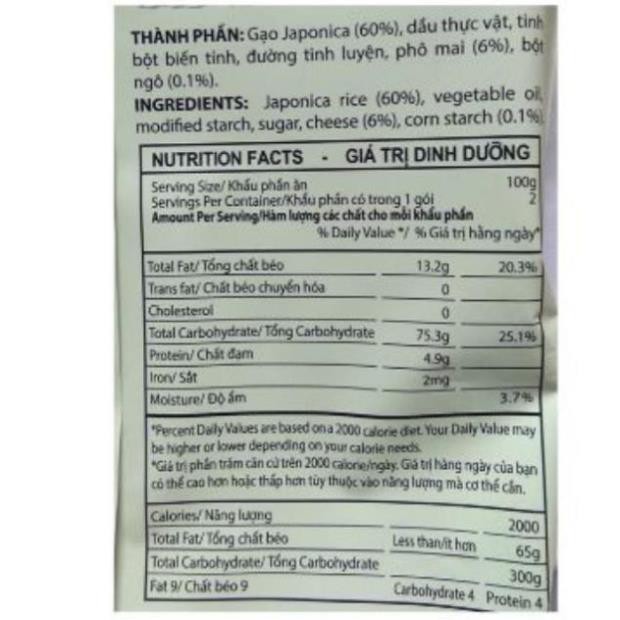 THÀNH PHẦN: Gạo Japonica (60%), dầu thực vật, tinh
bột biến tính, đường tinh luyện, phô mai (6%), bột
ngô (0.1%).
INGREDIENTS: Japonica rice (60%), vegetable oil,
modified starch, sugar, cheese (6%), corn starch (0.1%)
NUTRITION FACTS - GIÁ TRỊ DINH DƯỠNG
Serving Size/ Khẩu phần ăn 100g
Servings Per Container/Khẩu phần có trong 1 gói 2
Amount Per Serving/Hàm lượng các chất cho mỗi khẩu phần
% Daily Value */ % Giá trị hằng ngày*
Total Fat/ Tổng chất béo 13.2g 20.3%
Trans fat/ Chất béo chuyển hóa 0
Cholesterol 0
Total Carbohydrate/ Tổng Carbohydrate 75.3g 25.1%
Protein/ Chất đạm 4.9g
Iron/ Sắt 2mg
Moisture/ Độ ẩm 3.7%
*Percent Daily Values are based on a 2000 calorie diet. Your Daily Value may
be higher or lower depending on your calorie needs.
*Giá trị phần trăm căn cứ trên 2000 calorie/ngày. Giá trị hàng ngày của bạn
có thể cao hơn hoặc thấp hơn tùy thuộc vào năng lượng mà cơ thể cần.
Calories/ Năng lượng 2000
Total Fat/ Tổng chất béo Less than/ít hơn 65g
Total Carbohydrate/ Tổng Carbohydrate 300g
Fat 9/ Chất béo 9 Carbohydrate 4 Protein 4